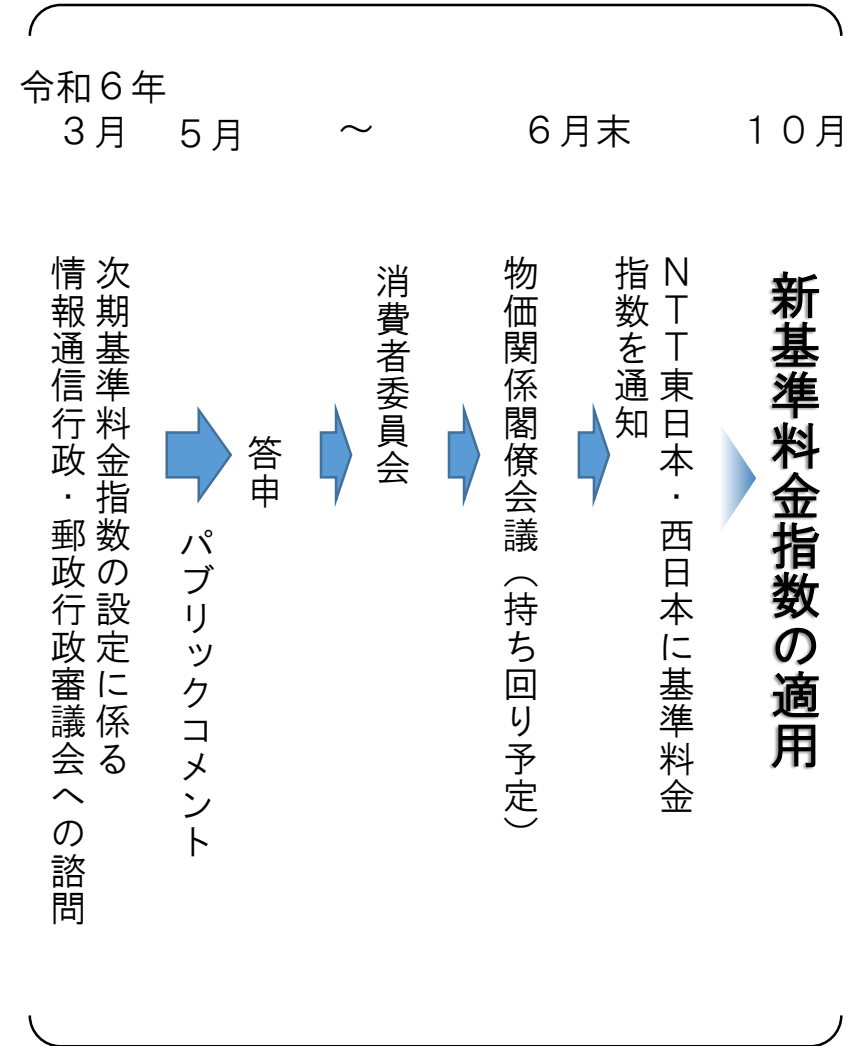 令和６年
３月　５月　～　６月末　１０月
次期基準料金指数の設定に係る
情報通信行政・郵政行政審議会への諮問
パブリックコメント
答申
消費者委員会
物価関係閣僚会議（持ち回り予定）
ＮＴＴ東日本・西日本に基準料金
指数を通知
新基準料金指数の適用